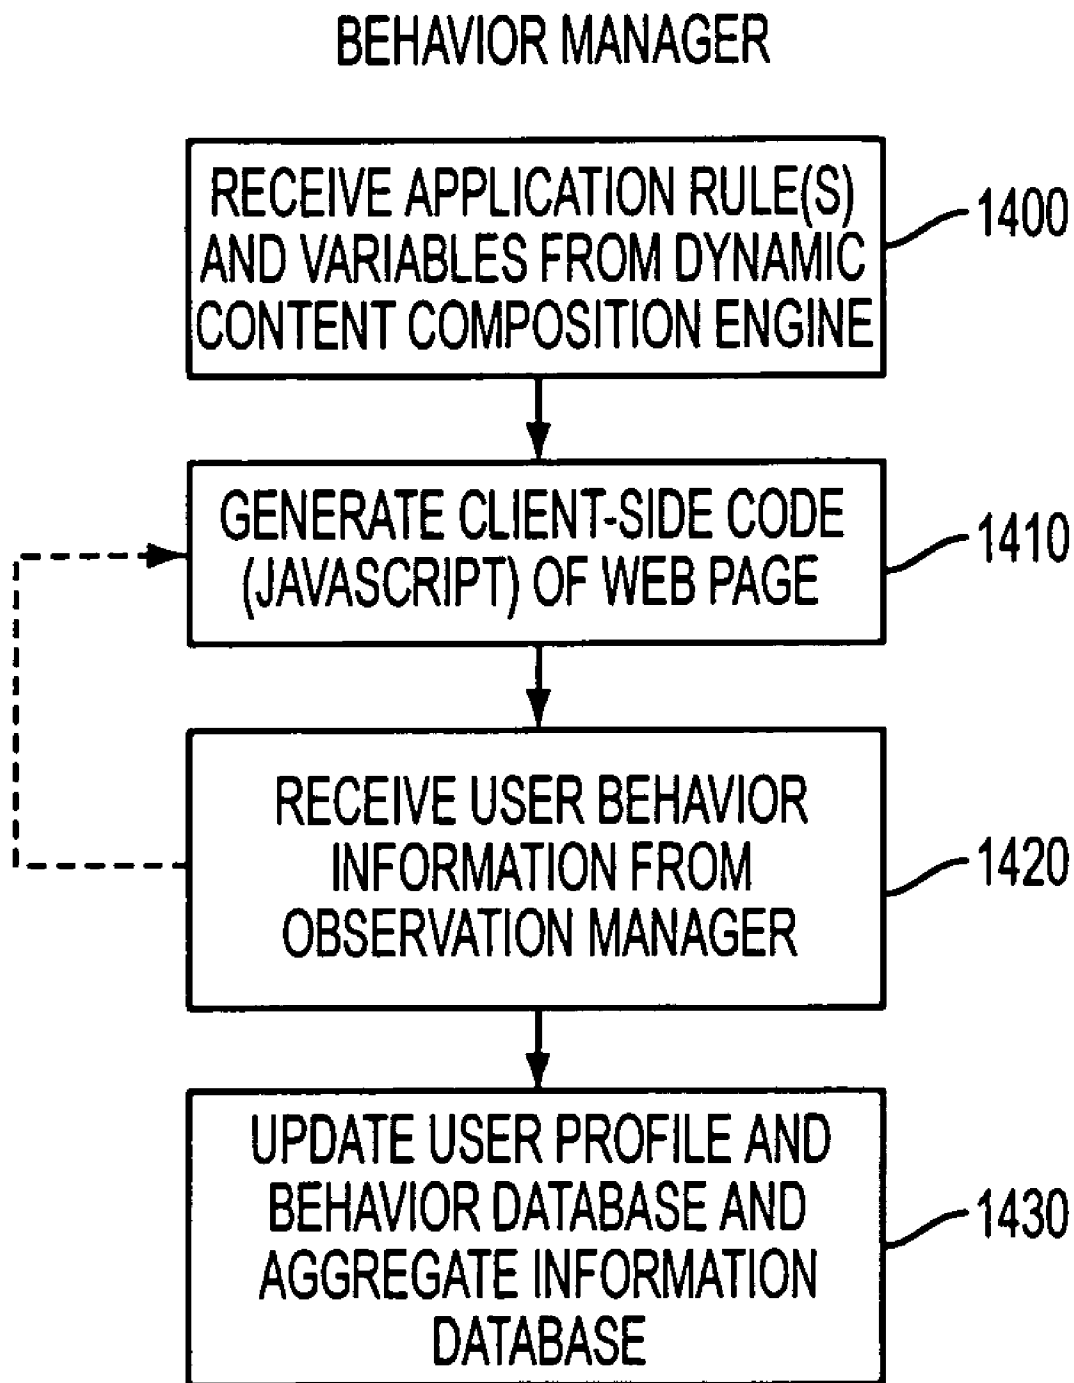 BEHAVIOR MANAGER
RECEIVE APPLICATION RULE(S)
AND VARIABLES FROM DYNAMIC
CONTENT COMPOSITION ENGINE
1400
GENERATE CLIENT-SIDE CODE
(JAVASCRIPT) OF WEB PAGE
1410
RECEIVE USER BEHAVIOR
INFORMATION FROM
OBSERVATION MANAGER
1420
UPDATE USER PROFILE AND
BEHAVIOR DATABASE AND
AGGREGATE INFORMATION
DATABASE
1430